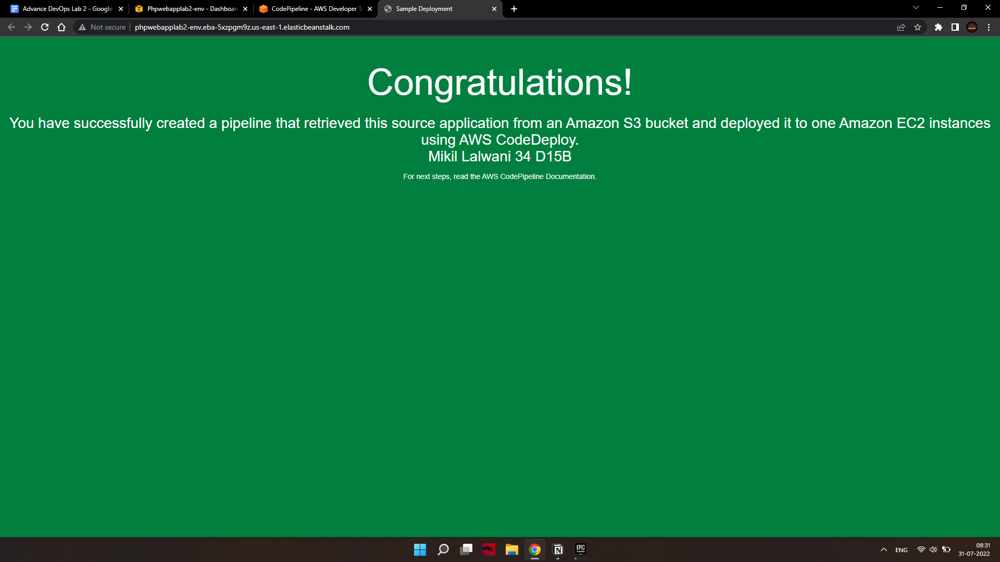 Advance DevOps Lab 2 - Google
Phpwebapplab2-env - Dashboard
CodePipeline - AWS Developer To
Sample Deployment
Not secure
phpwebapplab2-env.eba-5xzpgm9z.us-east-1.elasticbeanstalk.com
Congratulations!
You have successfully created a pipeline that retrieved this source application from an Amazon S3 bucket and deployed it to one Amazon EC2 instances
using AWS CodeDeploy.
Mikil Lalwani 34 D15B
For next steps, read the AWS CodePipeline Documentation.
EPIC
GAMES
ENG
09:31
31-07-2022